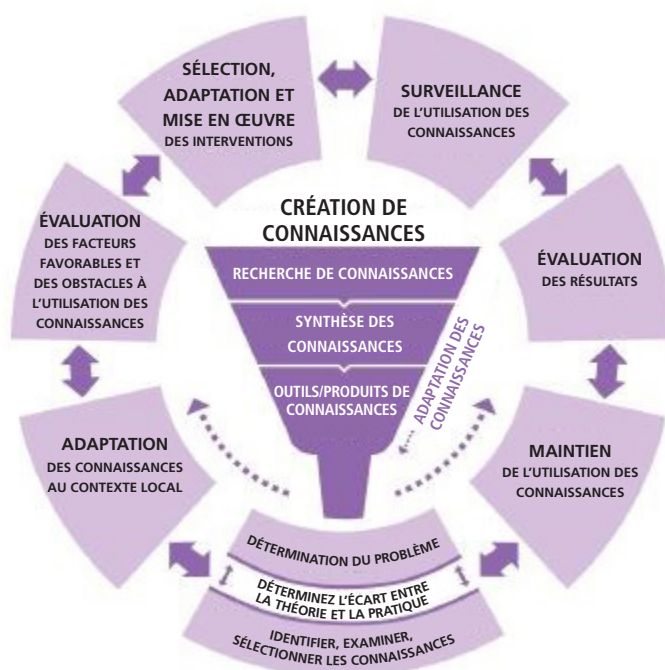 SÉLECTION,
ADAPTATION ET
MISE EN ŒUVRE
DES INTERVENTIONS
SURVEILLANCE
DE L’UTILISATION DES
CONNAISSANCES
ÉVALUATION
DES FACTEURS
FAVORABLES ET
DES OBSTACLES À
L’UTILISATION DES
CONNAISSANCES
CRÉATION DE
CONNAISSANCES
RECHERCHE DE CONNAISSANCES
SYNTHÈSE DES
CONNAISSANCES
OUTILS/PRODUITS DE
CONNAISSANCES
ADAPTATION DES
CONNAISSANCES
ÉVALUATION
DES RÉSULTATS
ADAPTATION
DES CONNAISSANCES
AU CONTEXTE LOCAL
MAINTIEN
DE L’UTILISATION DES
CONNAISSANCES
DÉTERMINATION DU PROBLÈME
DÉTERMINEZ L’ÉCART ENTRE
LA THÉORIE ET LA PRATIQUE
IDENTIFIER, EXAMINER,
SÉLECTIONNER LES CONNAISSANCES